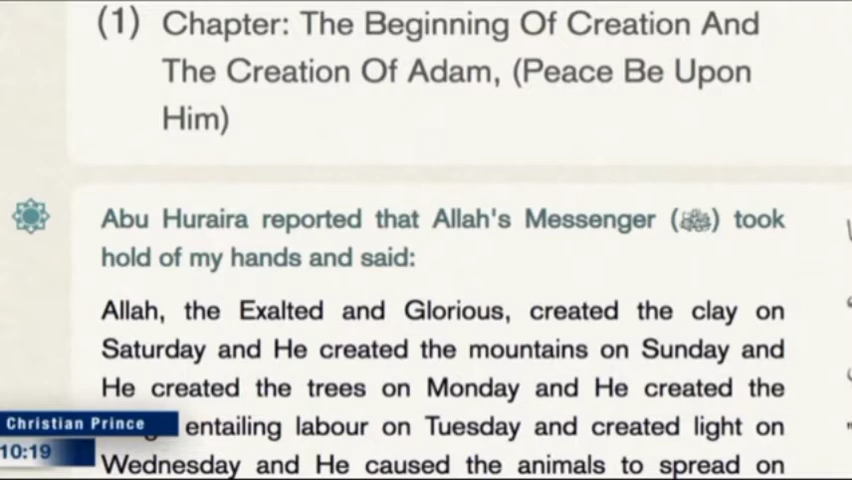 (1) Chapter: The Beginning Of Creation And
The Creation Of Adam, (Peace Be Upon
Him)
Abu Huraira reported that Allah's Messenger (ﷺ) took
hold of my hands and said:
Allah, the Exalted and Glorious, created the clay on
Saturday and He created the mountains on Sunday and
He created the trees on Monday and He created the
entailing labour on Tuesday and created light on
Wednesday and He caused the animals to spread on
Christian Prince
10:19